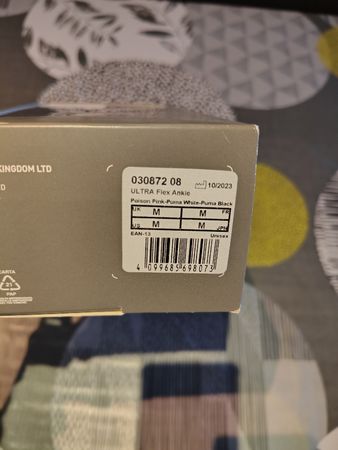 KINGDOM LTD
030872 08 10/2023
ULTRA Flex Ankle
Poison Pink-Puma White-Puma Black
UK M M FR
US M M JPN
EAN-13 Unisex
4 099685 698073
CARTA
21
PAP